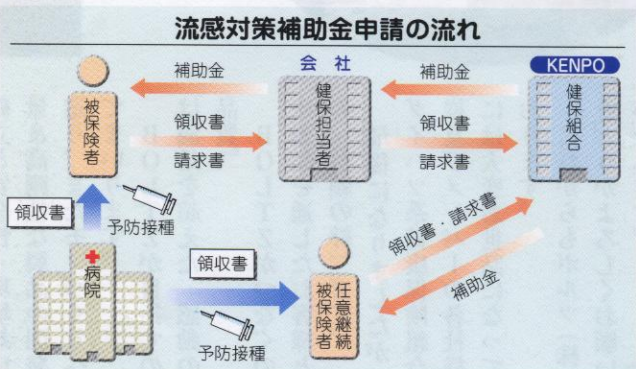 流感対策補助金申請の流れ
会社
KENPO
補助金
補助金
被保険者
健保担当者
健保組合
領収書
請求書
領収書
請求書
領収書
予防接種
領収書・請求書
病院
領収書
補助金
任意継続
被保険者
予防接種